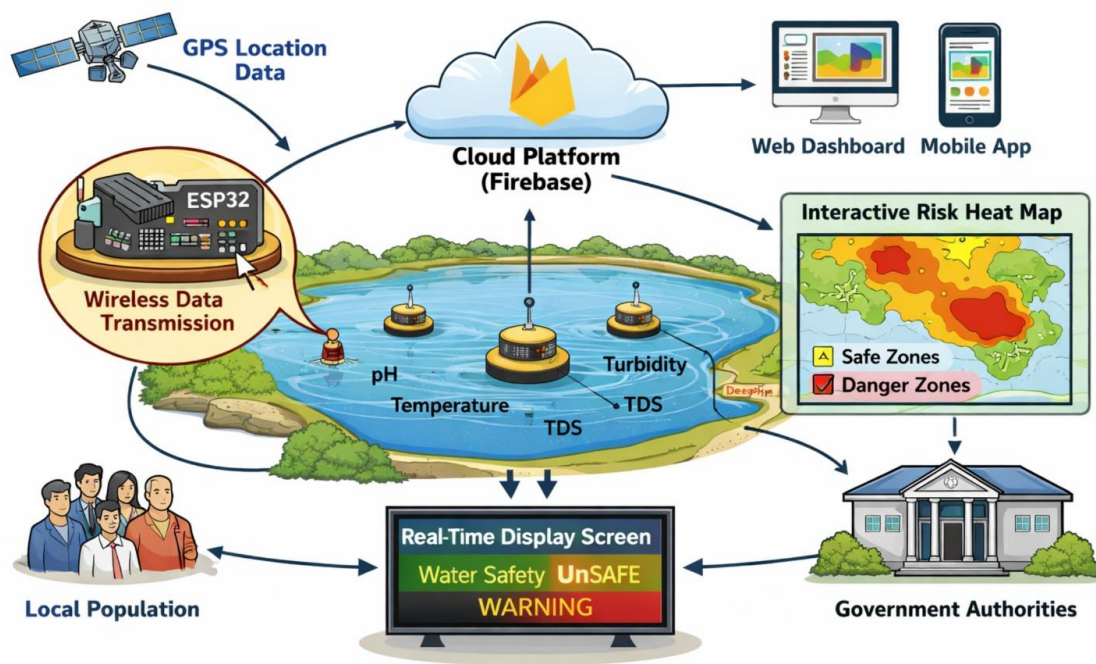 GPS Location
Data
Cloud Platform
(Firebase)
Web Dashboard
Mobile App
ESP32
Wireless Data
Transmission
Interactive Risk Heat Map
Safe Zones
Danger Zones
pH
Temperature
Turbidity
TDS
TDS
Real-Time Display Screen
Water Safety UnSAFE
WARNING
Local Population
Government Authorities